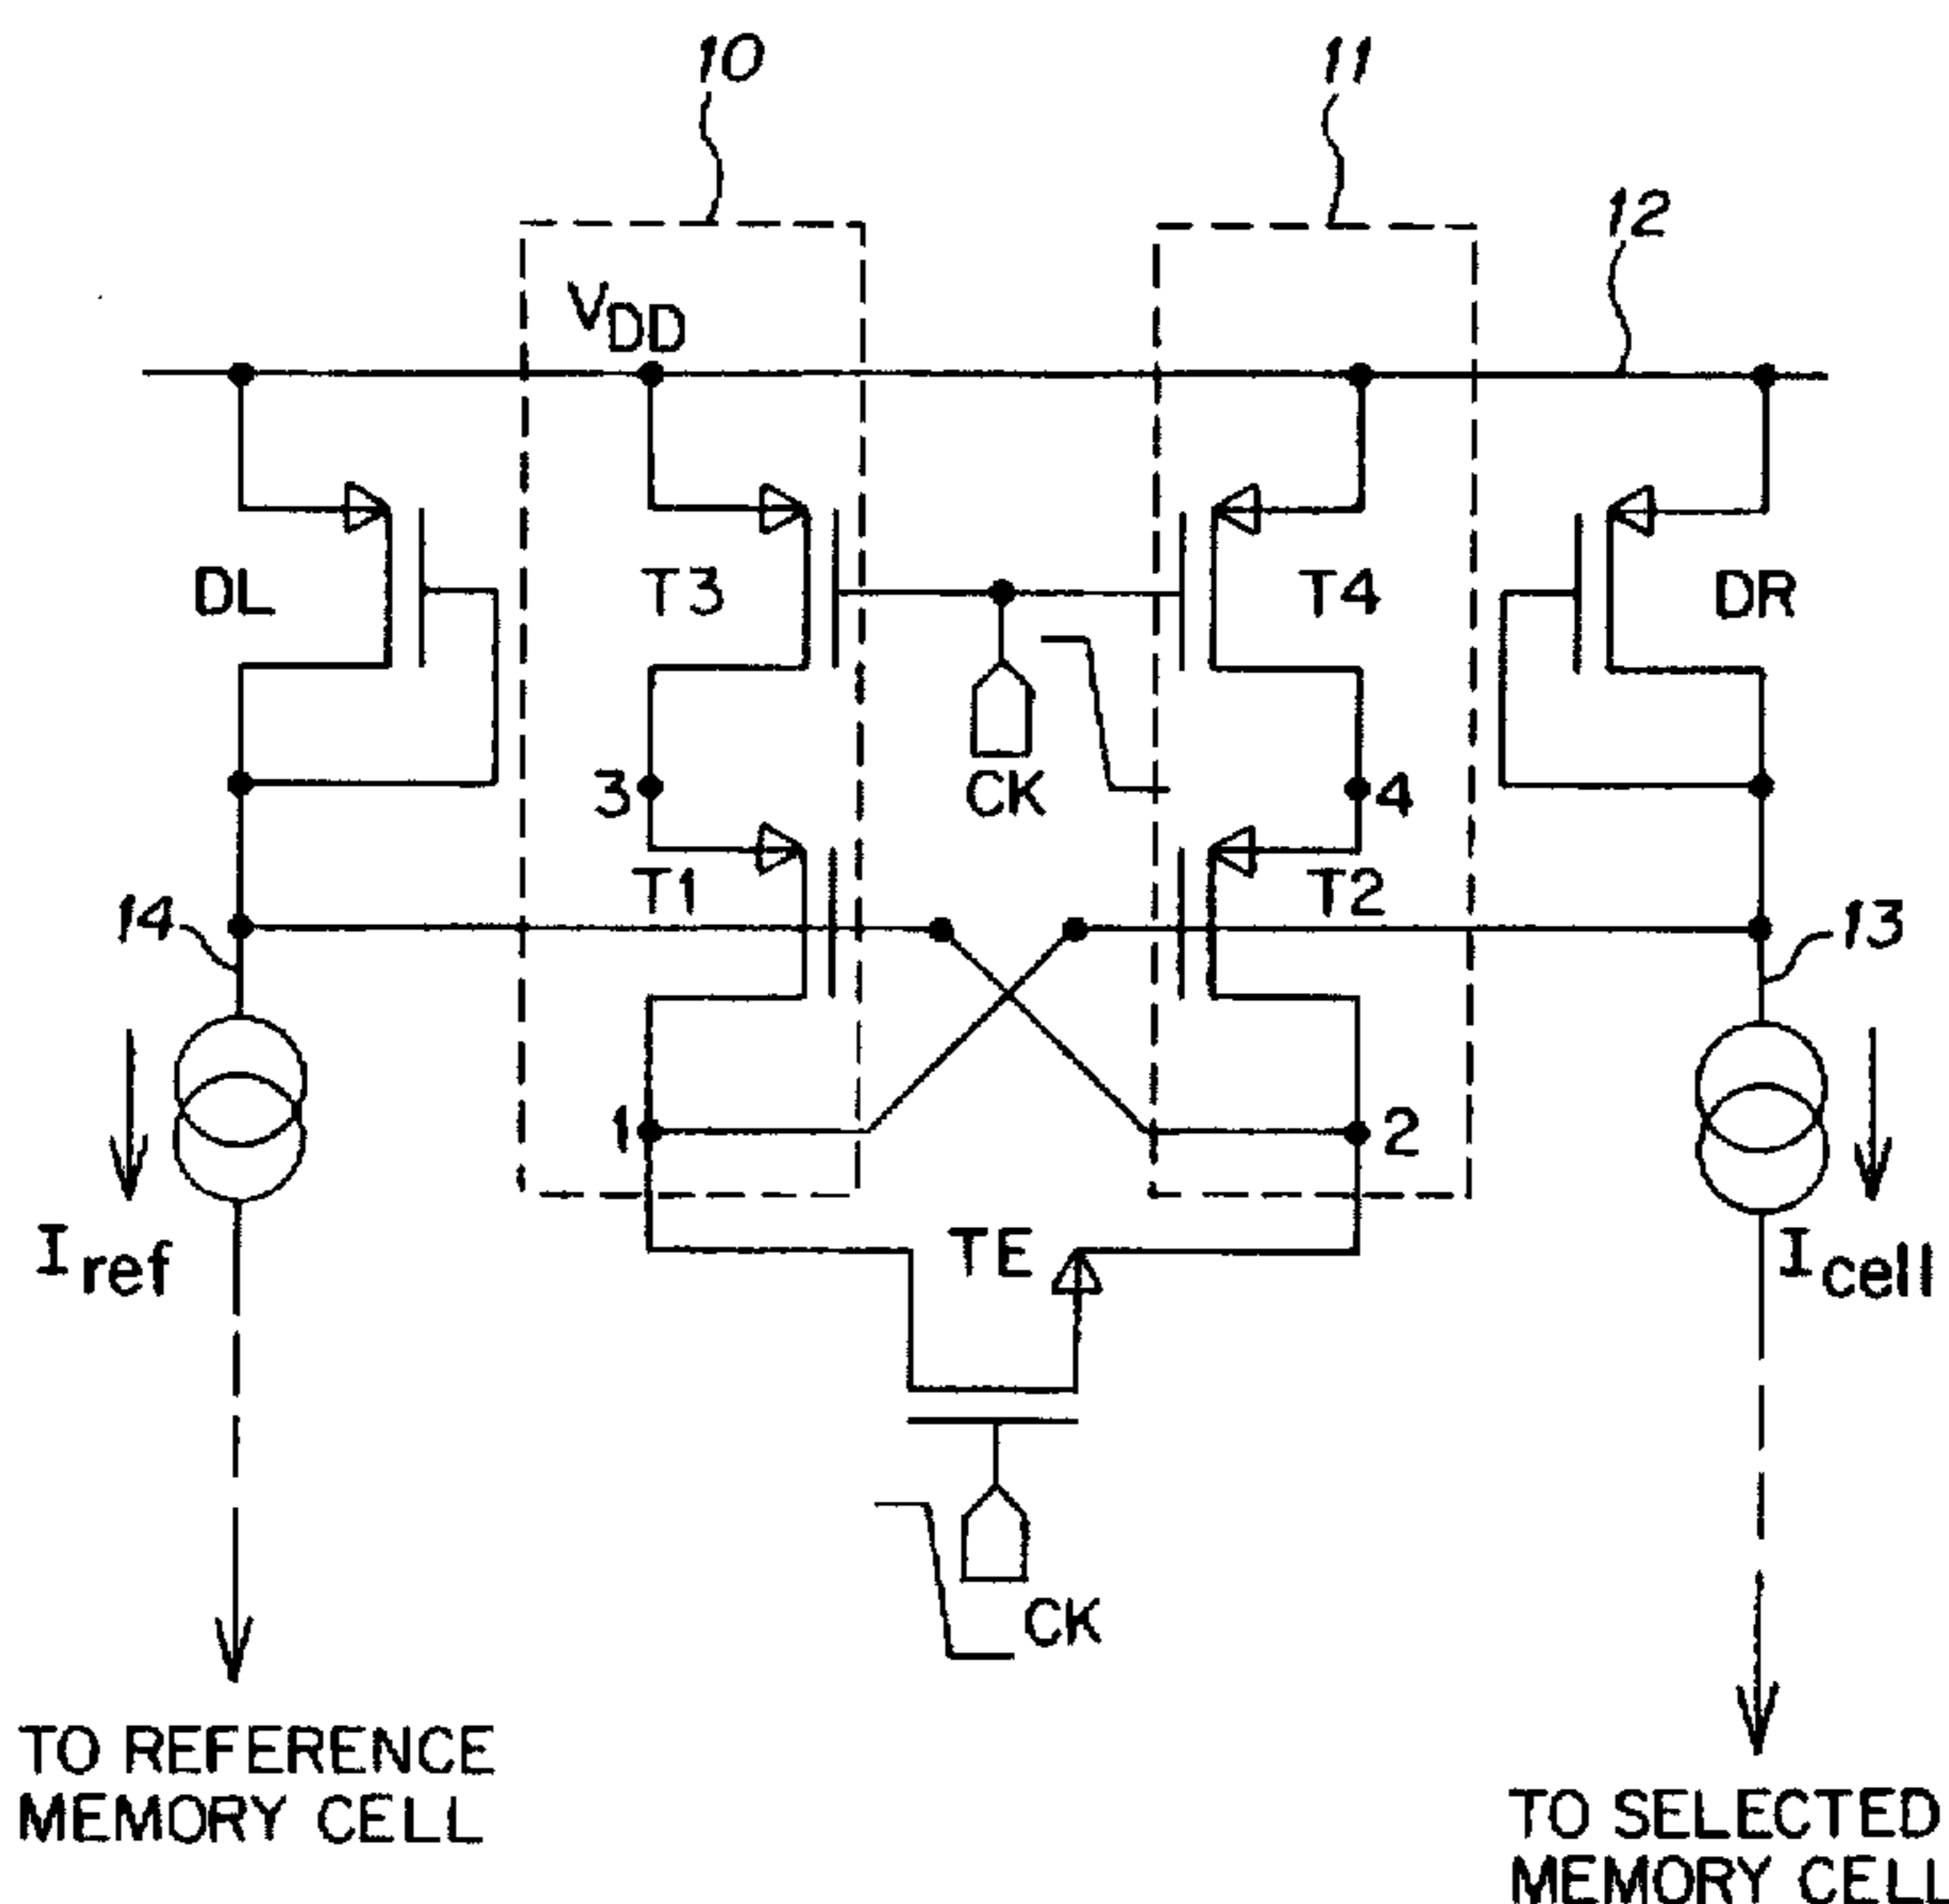 10
11
12
VDD
DL
T3
T4
DR
CK
3
4
T1
T2
14
13
1
2
TE
Iref
Icell
CK
TO REFERENCE
MEMORY CELL
TO SELECTED
MEMORY CELL